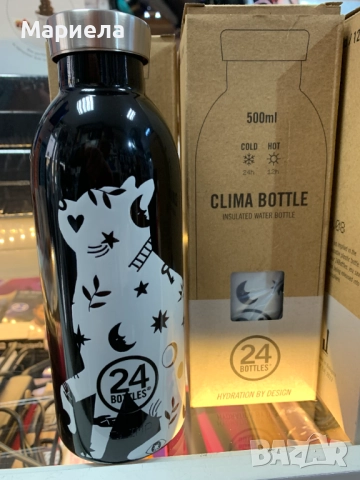 Мариела
500ml
COLD HOT
24h 12h
CLIMA BOTTLE
INSULATED WATER BOTTLE
24
BOTTLES®
24
BOTTLES®
HYDRATION BY DESIGN
bazar